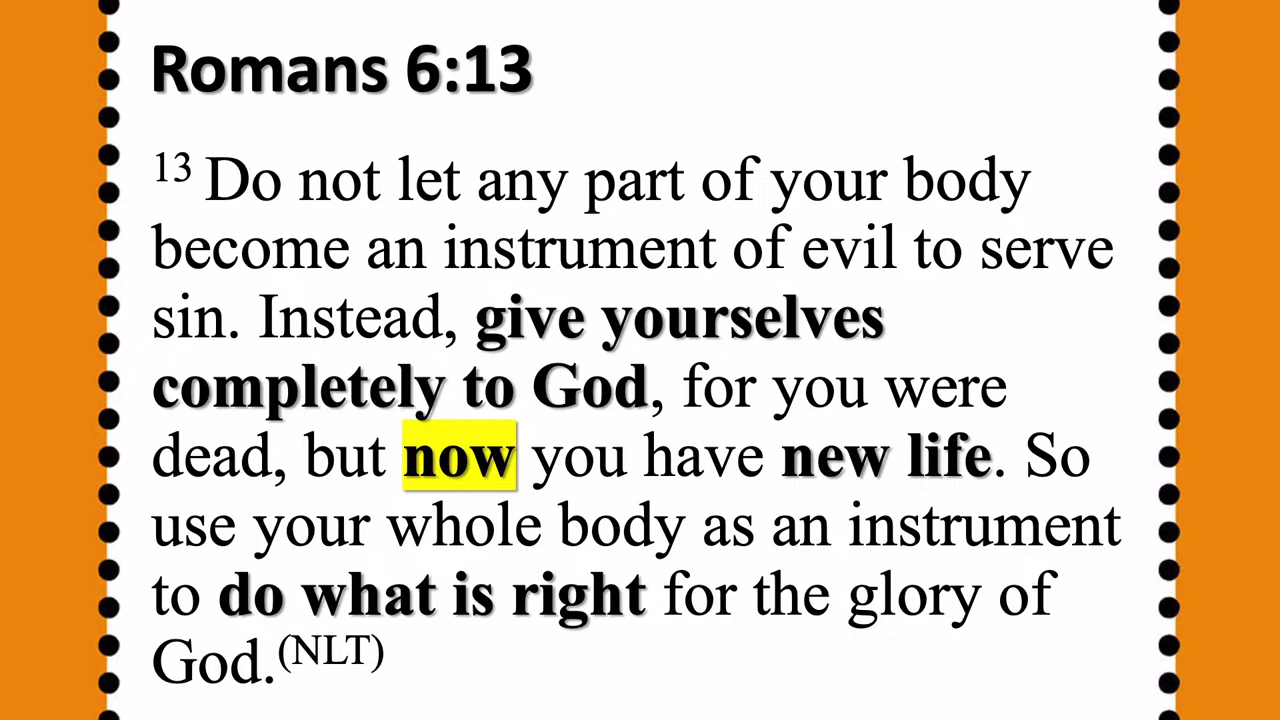 Romans 6:13
13 Do not let any part of your body
become an instrument of evil to serve
sin. Instead, give yourselves
completely to God, for you were
dead, but now you have new life. So
use your whole body as an instrument
to do what is right for the glory of
God.(NLT)